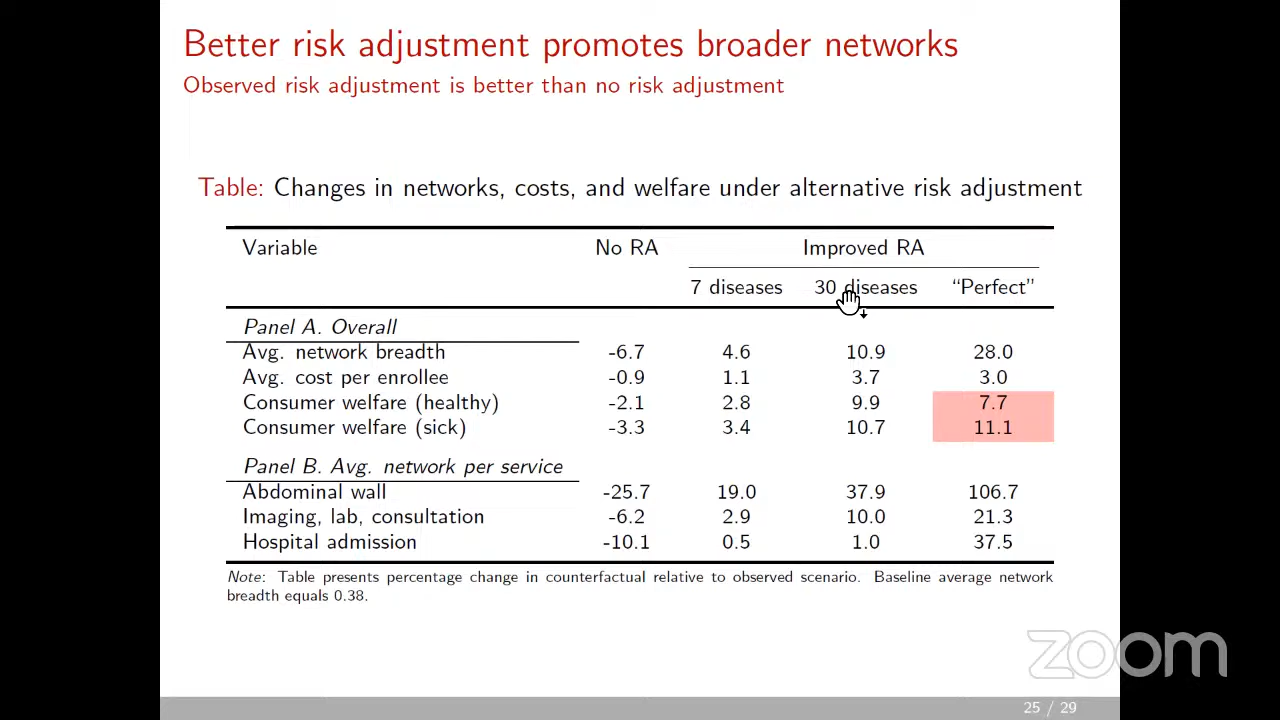 Better risk adjustment promotes broader networks
Observed risk adjustment is better than no risk adjustment
Table: Changes in networks, costs, and welfare under alternative risk adjustment
Variable No RA Improved RA
7 diseases 30 diseases “Perfect”
Panel A. Overall
Avg. network breadth -6.7 4.6 10.9 28.0
Avg. cost per enrollee -0.9 1.1 3.7 3.0
Consumer welfare (healthy) -2.1 2.8 9.9 7.7
Consumer welfare (sick) -3.3 3.4 10.7 11.1
Panel B. Avg. network per service
Abdominal wall -25.7 19.0 37.9 106.7
Imaging, lab, consultation -6.2 2.9 10.0 21.3
Hospital admission -10.1 0.5 1.0 37.5
Note: Table presents percentage change in counterfactual relative to observed scenario. Baseline average network
breadth equals 0.38.
zoom
25 / 29